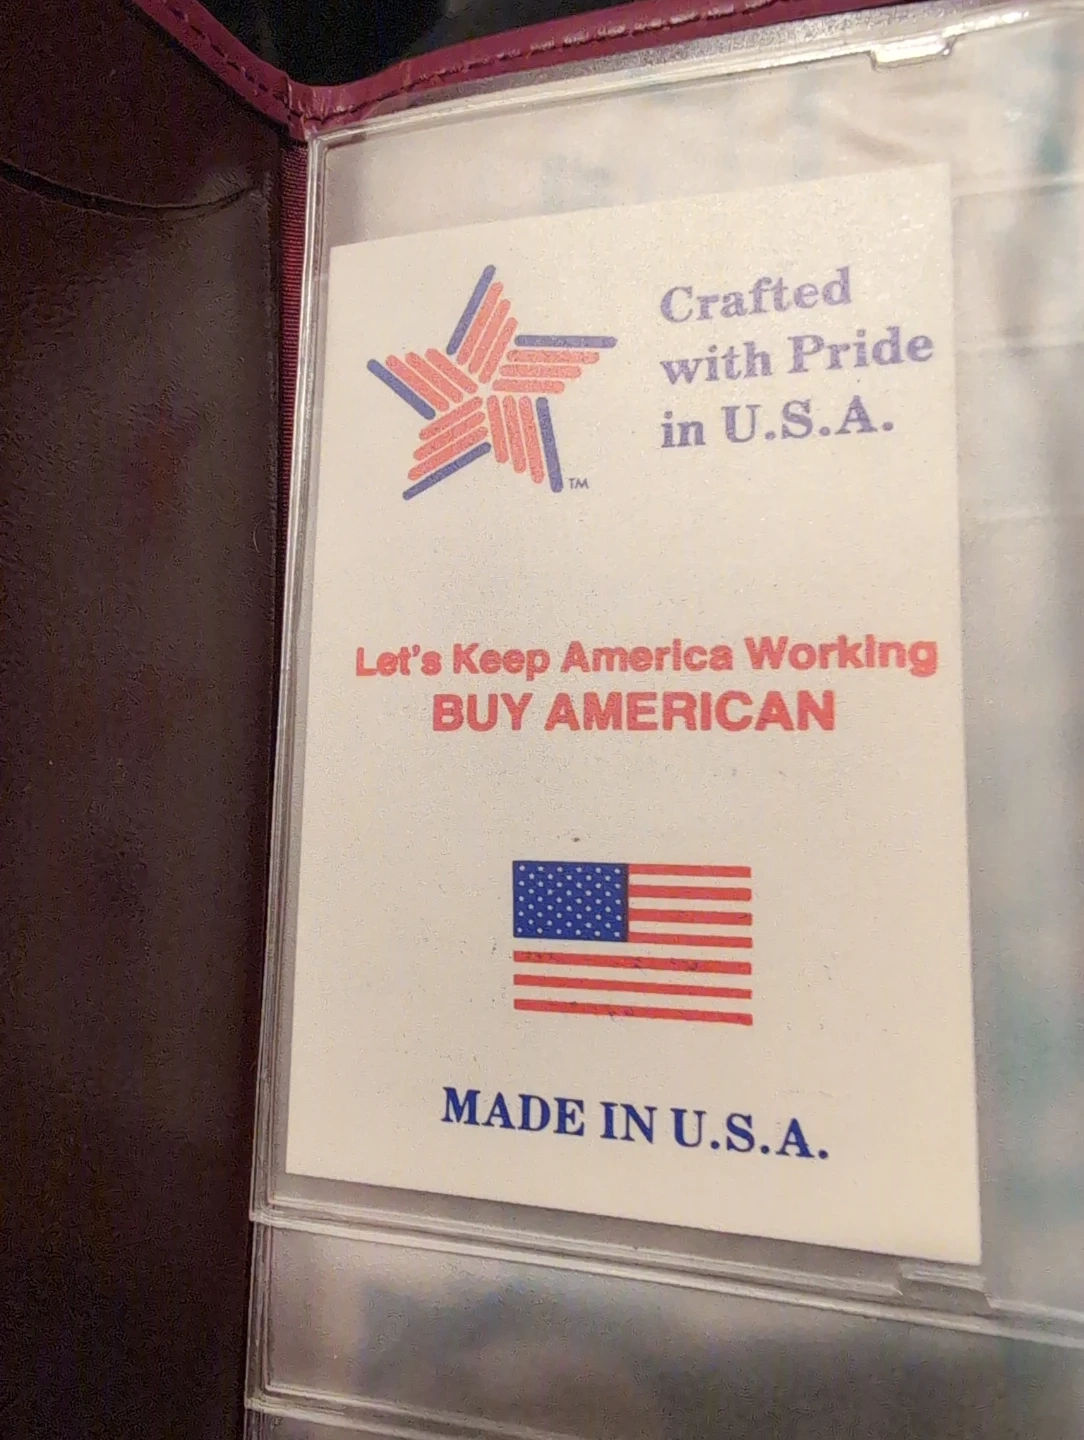 Crafted
with Pride
in U.S.A.
TM
Let's Keep America Working
BUY AMERICAN
MADE IN U.S.A.